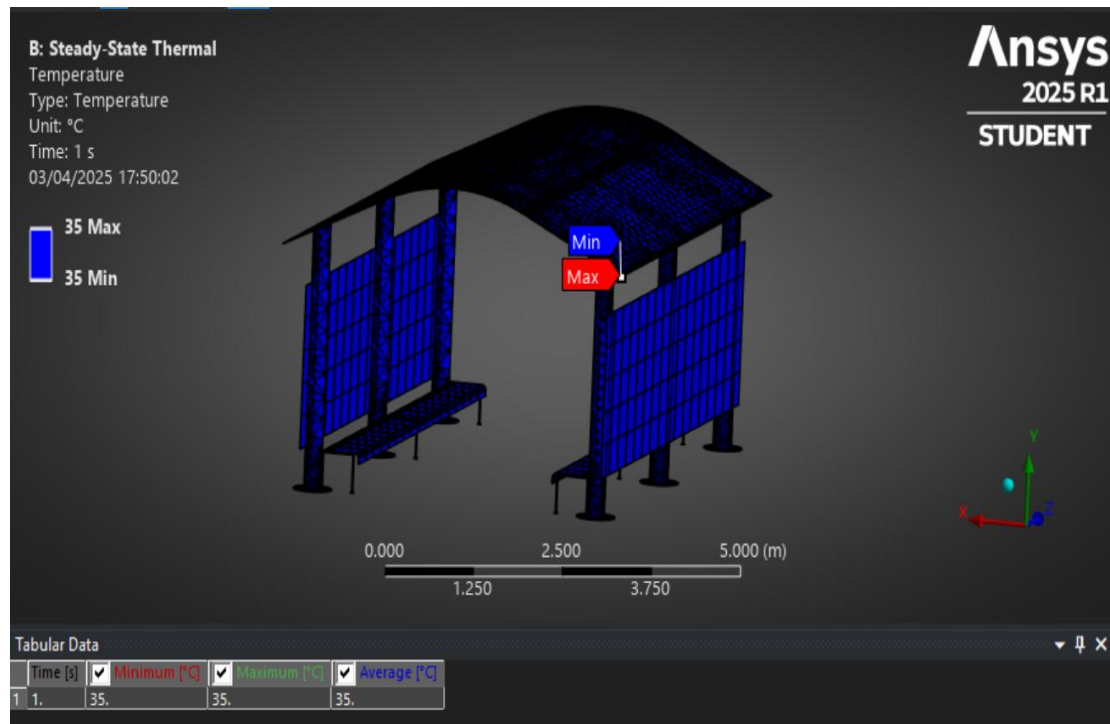 B: Steady-State Thermal
Temperature
Type: Temperature
Unit: °C
Time: 1 s
03/04/2025 17:50:02
35 Max
35 Min
Ansys
2025 R1
STUDENT
Min
Max
Y
X
Z
0.000 2.500 5.000 (m)
1.250 3.750
Tabular Data
Time [s] Minimum [°C] Maximum [°C] Average [°C]
1 1. 35. 35. 35.